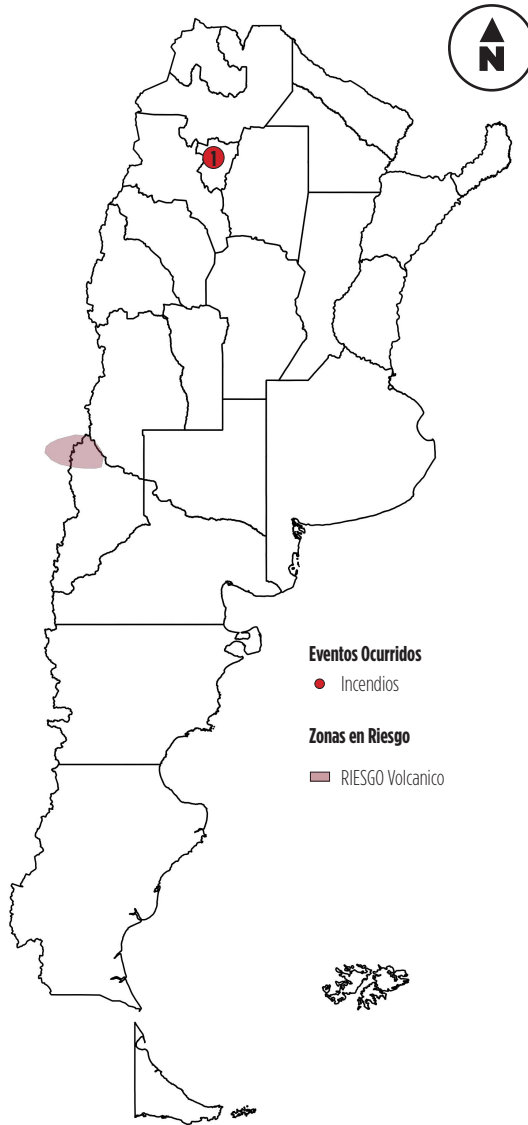 N
1
Eventos Ocurridos
Incendios
Zonas en Riesgo
RIESGO Volcanico